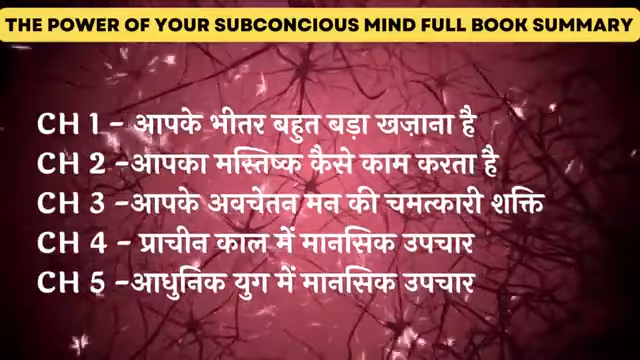 THE POWER OF YOUR SUBCONCIOUS MIND FULL BOOK SUMMARY
CH 1 - आपके भीतर बहुत बड़ा खज़ाना है
CH 2 -आपका मस्तिष्क कैसे काम करता है
CH 3 -आपके अवचेतन मन की चमत्कारी शक्ति
CH 4 - प्राचीन काल में मानसिक उपचार
CH 5 -आधुनिक युग में मानसिक उपचार